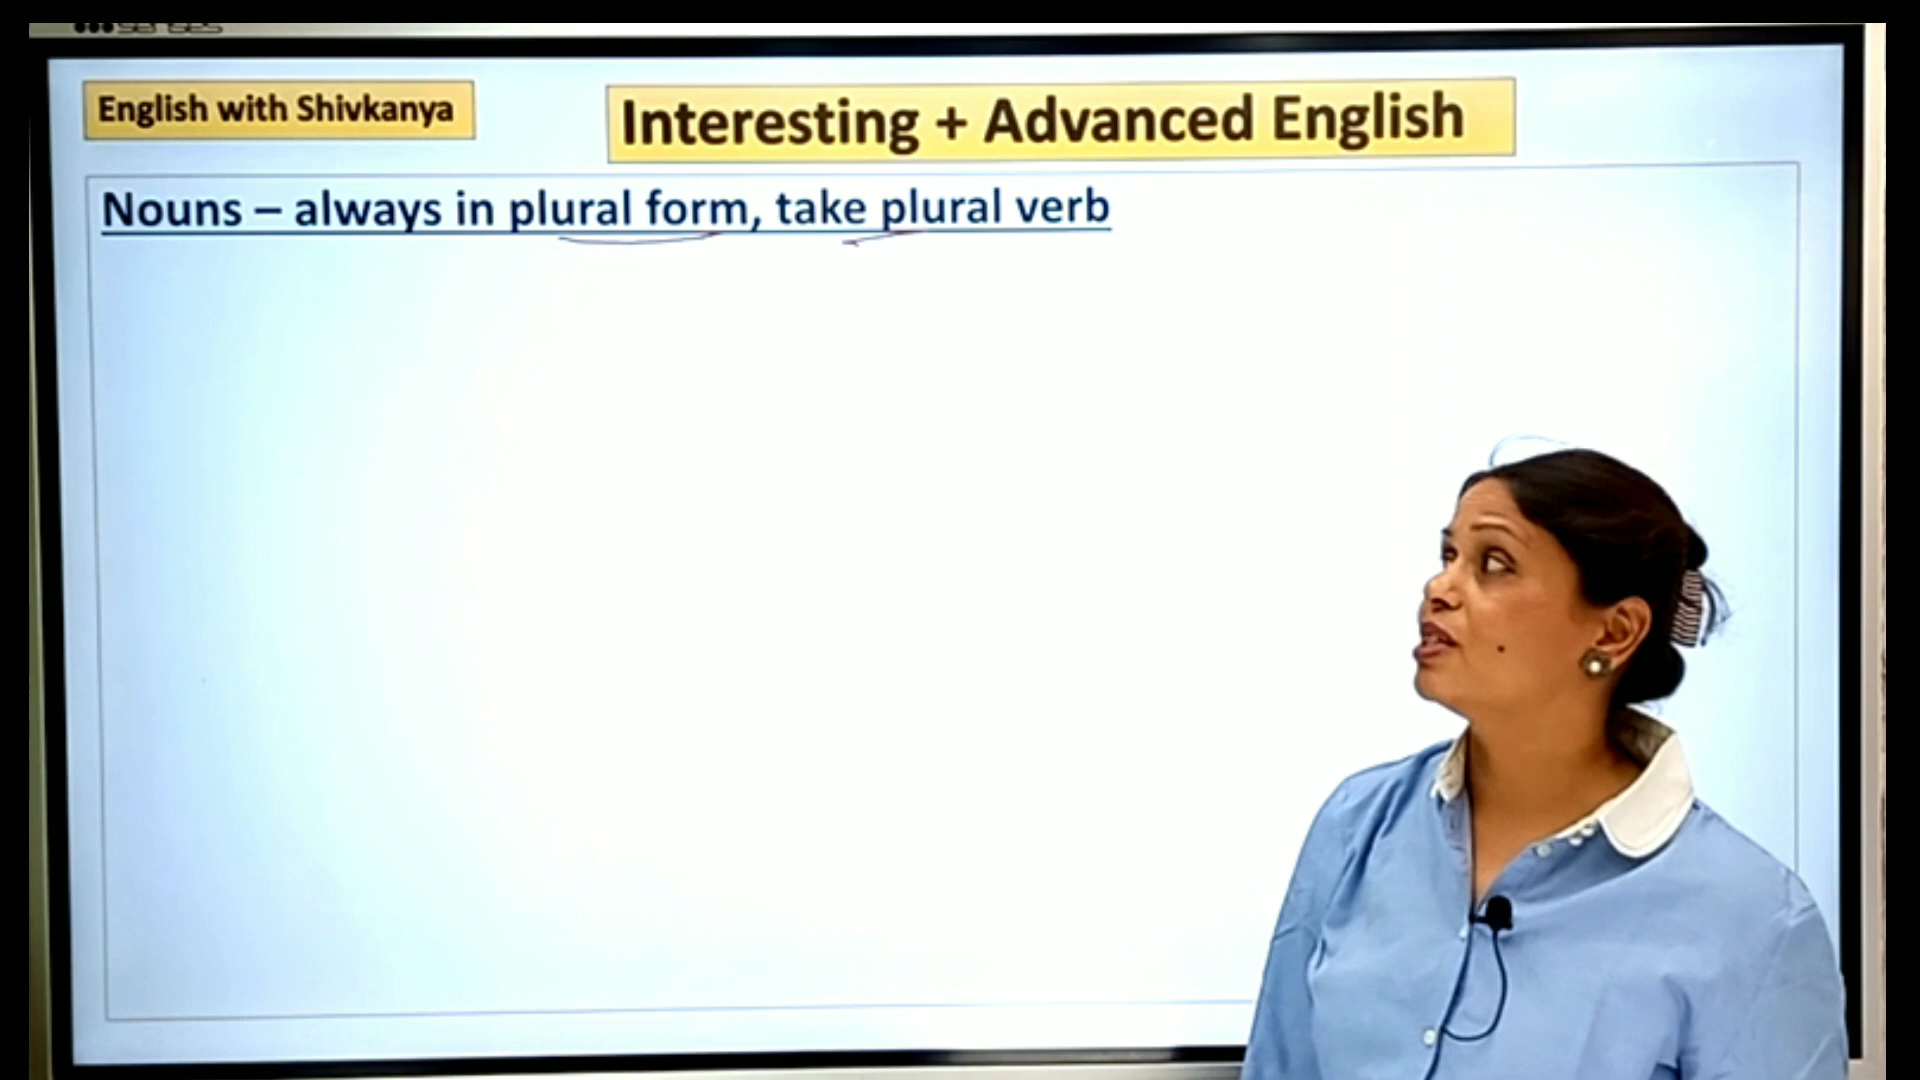 English with Shivkanya
Interesting + Advanced English
Nouns – always in plural form, take plural verb